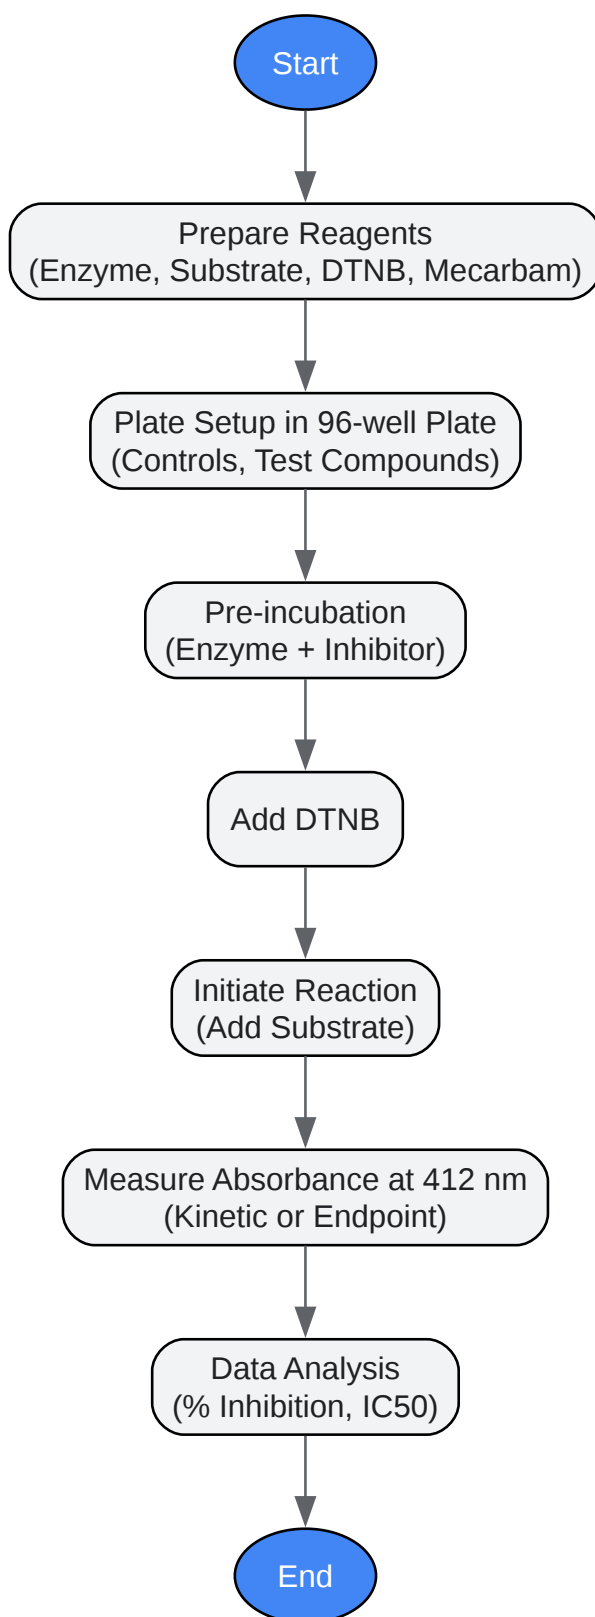 Start
Prepare Reagents
(Enzyme, Substrate, DTNB, Mecarbam)
Plate Setup in 96-well Plate
(Controls, Test Compounds)
Pre-incubation
(Enzyme + Inhibitor)
Add DTNB
Initiate Reaction
(Add Substrate)
Measure Absorbance at 412 nm
(Kinetic or Endpoint)
Data Analysis
(% Inhibition, IC50)
End